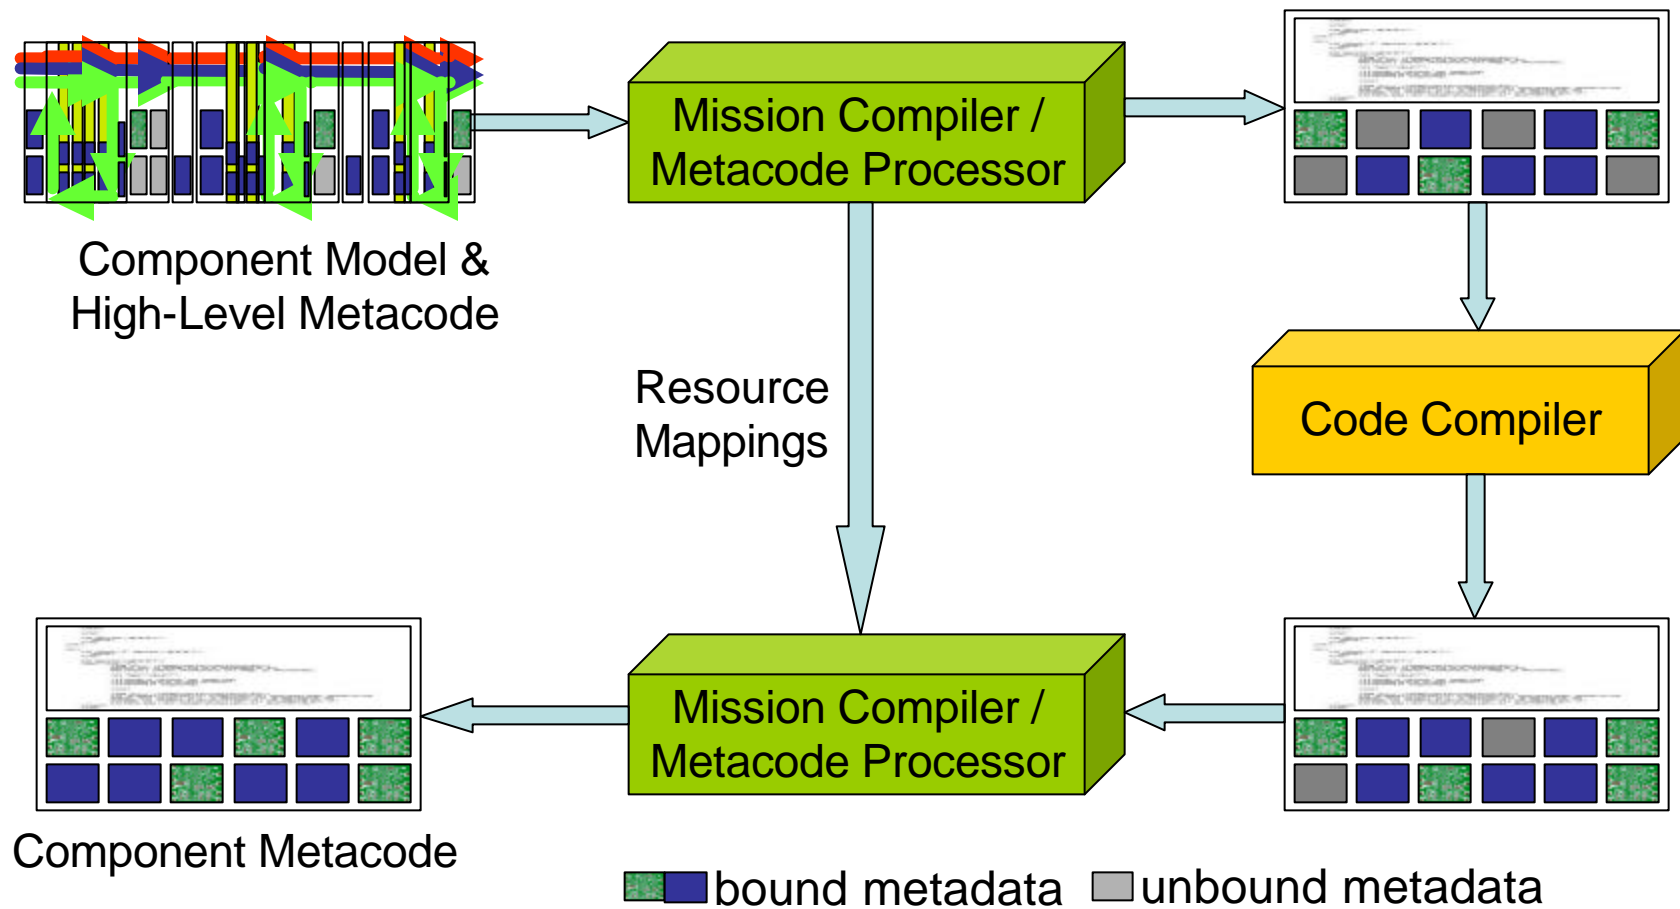 Mission Compiler /
Metacode Processor
Component Model &
High-Level Metacode
Resource
Mappings
Code Compiler
Mission Compiler /
Metacode Processor
Component Metacode
bound metadata
unbound metadata